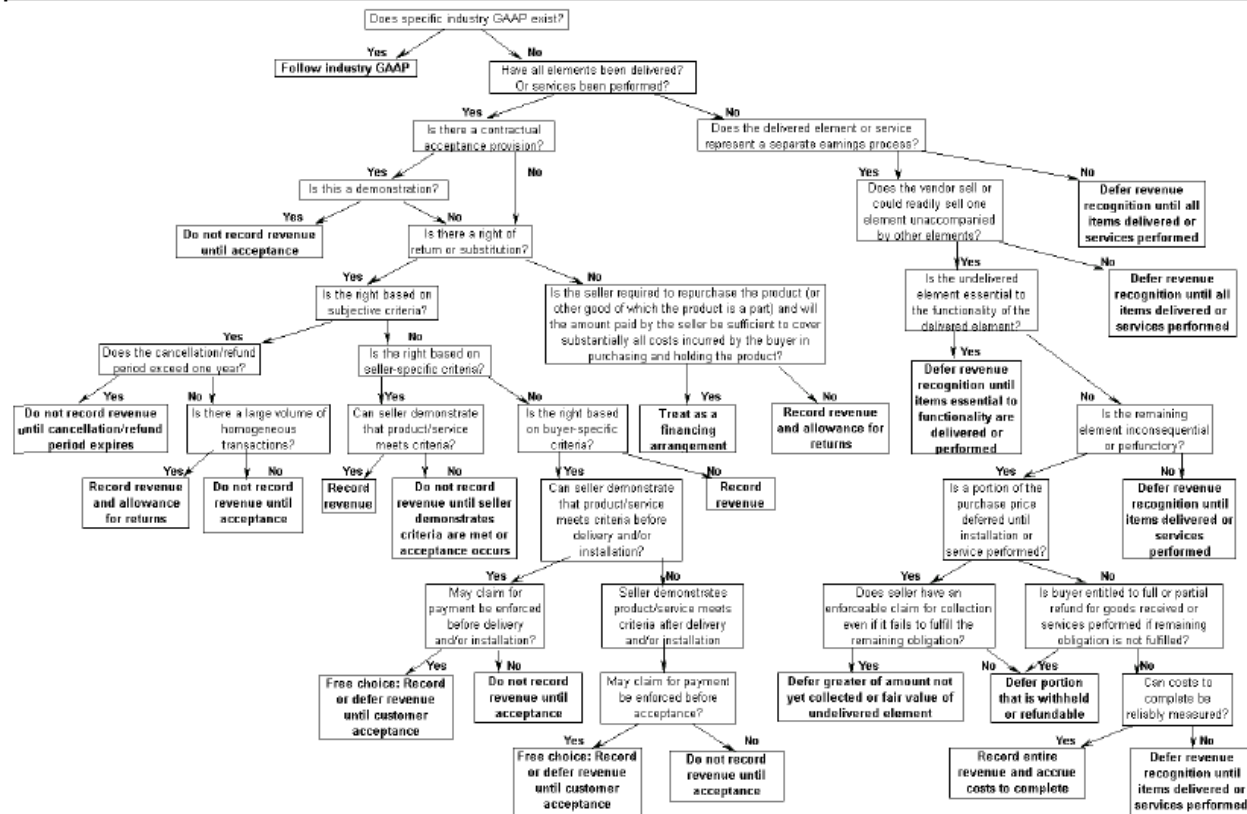 Does specific industry GAAP exist?
Yes
No
Follow industry GAAP
Have all elements been delivered?
Or services been performed?
Yes
No
Is there a contractual
acceptance provision?
Does the delivered element or service
represent a separate earnings process?
Yes
No
Yes
No
Is this a demonstration?
Does the vendor sell or
could readily sell one
element unaccompanied
by other elements?
Defer revenue
recognition until all
items delivered or
services performed
Yes
No
Do not record revenue
until acceptance
Is there a right of
return or substitution?
Yes
No
Yes
No
Is the right based on
subjective criteria?
Is the seller required to repurchase the product (or
other good of which the product is a part) and will
the amount paid by the seller be sufficient to cover
substantially all costs incurred by the buyer in
purchasing and holding the product?
Is the undelivered
element essential to
the functionality of the
delivered element?
Defer revenue
recognition until all
items delivered or
services performed
Yes
No
Does the cancellation/refund
period exceed one year?
Is the right based on
seller-specific criteria?
Yes
No
Defer revenue
recognition until
items essential to
functionality are
delivered or
performed
Yes
No
Yes
No
Yes
No
Do not record revenue
until cancellation/refund
period expires
Is there a large volume of
homogeneous
transactions?
Can seller demonstrate
that product/service
meets criteria?
Is the right based
on buyer-specific
criteria?
Treat as a
financing
arrangement
Record revenue
and allowance for
returns
Is the remaining
element inconsequential
or perfunctory?
Yes
No
Yes
No
Yes
No
Yes
No
Record revenue
and allowance
for returns
Do not record
revenue until
acceptance
Record
revenue
Do not record
revenue until seller
demonstrates
criteria are met or
acceptance occurs
Can seller demonstrate
that product/service
meets criteria before
delivery and/or
installation?
Record
revenue
Is a portion of the
purchase price
deferred until
installation or
service performed?
Defer revenue
recognition until
items delivered or
services
performed
Yes
No
Yes
No
May claim for
payment be enforced
before delivery
and/or installation?
Seller demonstrates
product/service meets
criteria after delivery
and/or installation
Does seller have an
enforceable claim for collection
even if it fails to fulfill the
remaining obligation?
Is buyer entitled to full or partial
refund for goods received or
services performed if remaining
obligation is not fulfilled?
Yes
No
Yes
No
Yes
No
Free choice: Record
or defer revenue
until customer
acceptance
Do not record
revenue until
acceptance
May claim for payment
be enforced before
acceptance?
Defer greater of amount not
yet collected or fair value of
undelivered element
Defer portion
that is withheld
or refundable
Can costs to
complete be
reliably measured?
Yes
No
Yes
No
Free choice: Record
or defer revenue
until customer
acceptance
Do not record
revenue until
acceptance
Record entire
revenue and accrue
costs to complete
Defer revenue
recognition until
items delivered or
services performed